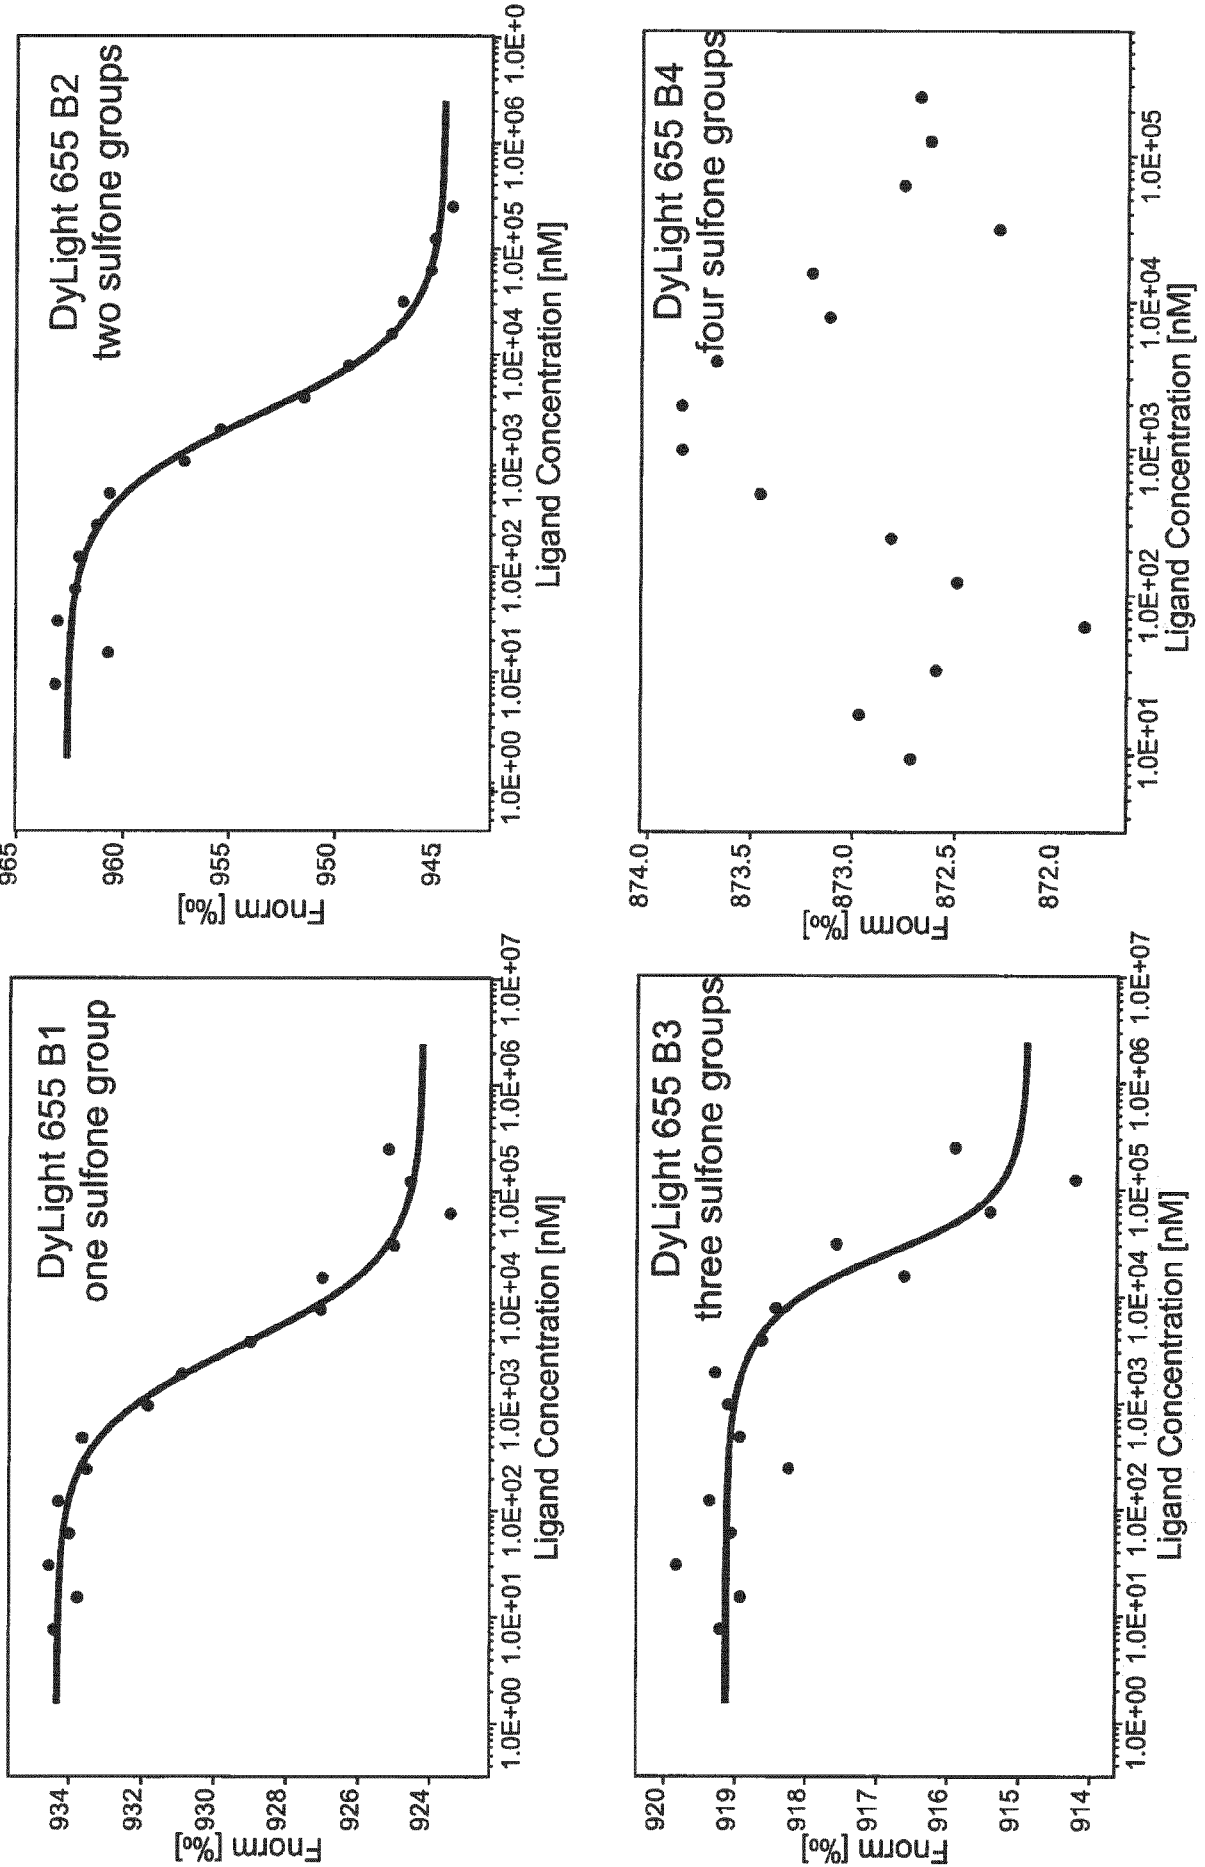 DyLight 655 B1
one sulfone group
Fnorm [‰]
934
932
930
928
926
924
1.0E+00 1.0E+01 1.0E+02 1.0E+03 1.0E+04 1.0E+05 1.0E+06 1.0E+07
Ligand Concentration [nM]
DyLight 655 B2
two sulfone groups
Fnorm [‰]
965
960
955
950
945
1.0E+00 1.0E+01 1.0E+02 1.0E+03 1.0E+04 1.0E+05 1.0E+06 1.0E+0
Ligand Concentration [nM]
DyLight 655 B3
three sulfone groups
Fnorm [‰]
920
919
918
917
916
915
914
1.0E+00 1.0E+01 1.0E+02 1.0E+03 1.0E+04 1.0E+05 1.0E+06 1.0E+07
Ligand Concentration [nM]
DyLight 655 B4
four sulfone groups
Fnorm [‰]
874.0
873.5
873.0
872.5
872.0
1.0E+01 1.0E+02 1.0E+03 1.0E+04 1.0E+05
Ligand Concentration [nM]